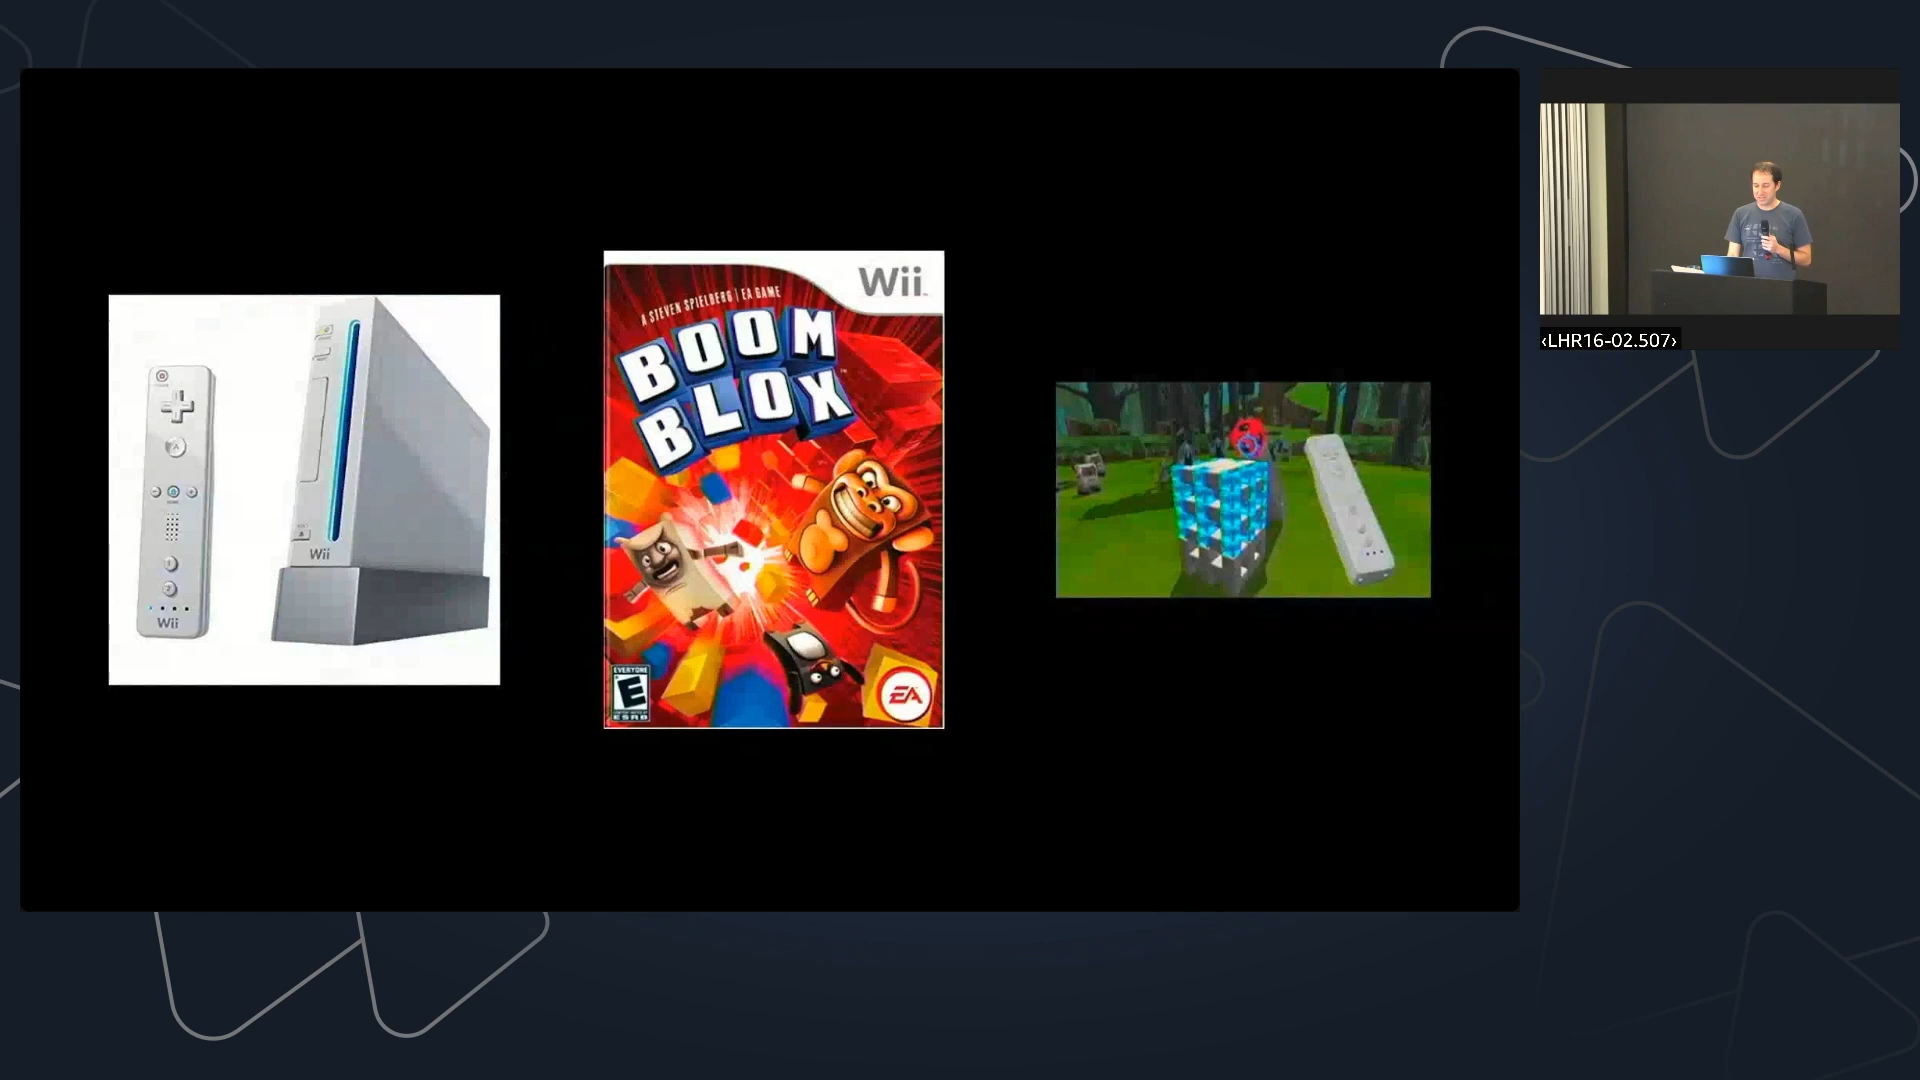 Wii
Wii
A STEVEN SPIELBERG | EA GAME
Wii
BOOM
BLOX
EVERYONE
E
ESRB
EA
‹LHR16-02.507›